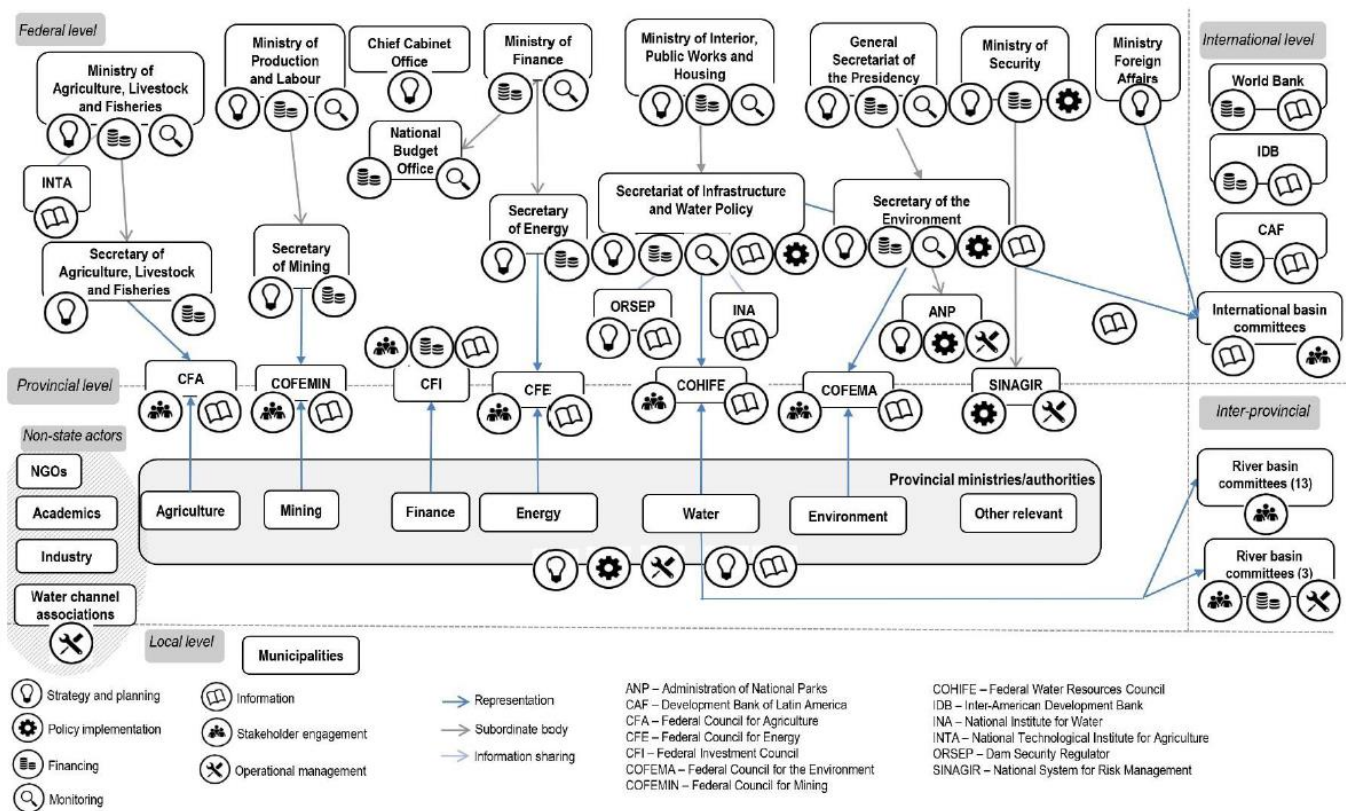 Federal level
Ministry of
Agriculture, Livestock
and Fisheries
INTA
Secretary of
Agriculture, Livestock
and Fisheries
Ministry of
Production
and Labour
Secretary
of Mining
Chief Cabinet
Office
National
Budget
Office
Ministry of
Finance
Secretary
of Energy
Ministry of Interior,
Public Works and
Housing
Secretariat of Infrastructure
and Water Policy
ORSEP
INA
General
Secretariat of
the Presidency
Secretary of the
Environment
ANP
Ministry of
Security
Ministry
Foreign
Affairs
International level
World Bank
IDB
CAF
International basin
committees
Provincial level
CFA
COFEMIN
CFI
CFE
COHIFE
COFEMA
SINAGIR
Inter-provincial
River basin
committees (13)
River basin
committees (3)
Non-state actors
NGOs
Academics
Industry
Water channel
associations
Provincial ministries/authorities
Agriculture
Mining
Finance
Energy
Water
Environment
Other relevant
Local level
Municipalities
Strategy and planning
Policy implementation
Financing
Monitoring
Information
Stakeholder engagement
Operational management
Representation
Subordinate body
Information sharing
ANP – Administration of National Parks
CAF – Development Bank of Latin America
CFA – Federal Council for Agriculture
CFE – Federal Council for Energy
CFI – Federal Investment Council
COFEMA – Federal Council for the Environment
COFEMIN – Federal Council for Mining
COHIFE – Federal Water Resources Council
IDB – Inter-American Development Bank
INA – National Institute for Water
INTA – National Technological Institute for Agriculture
ORSEP – Dam Security Regulator
SINAGIR – National System for Risk Management